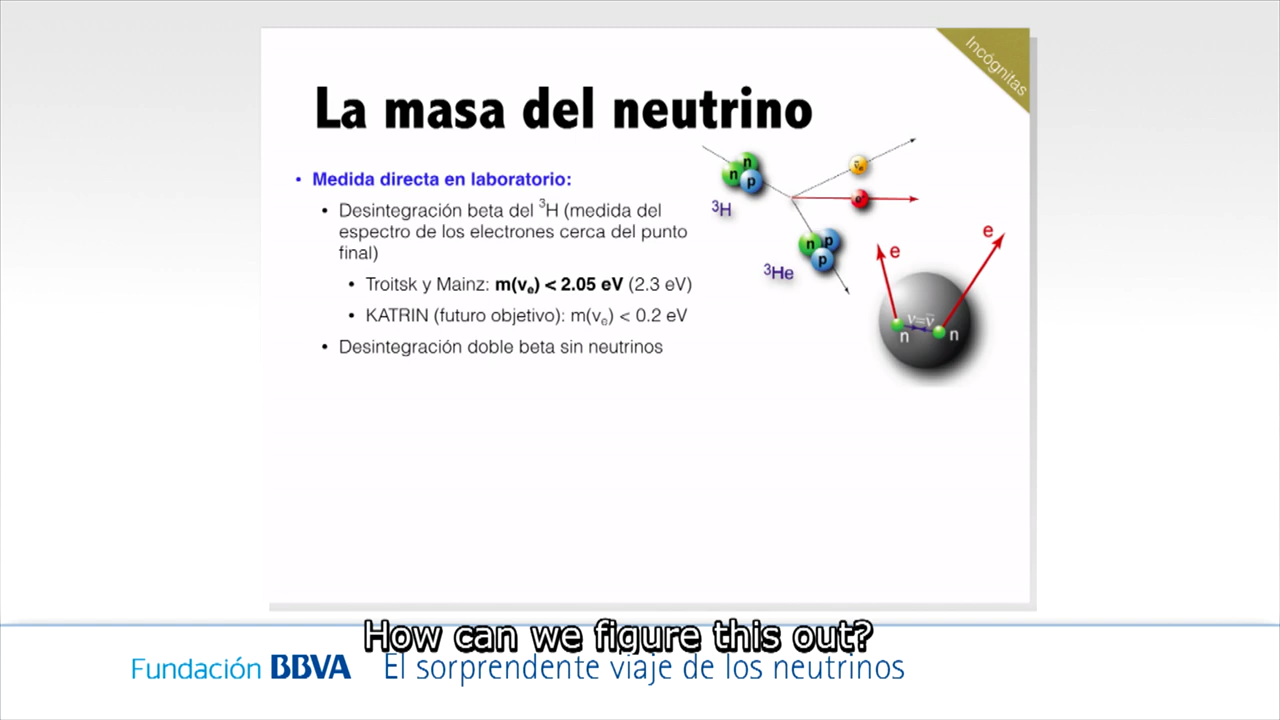 Incógnitas
La masa del neutrino
• Medida directa en laboratorio:
• Desintegración beta del ³H (medida del
espectro de los electrones cerca del punto
final)
• Troitsk y Mainz: m(νₑ) < 2.05 eV (2.3 eV)
• KATRIN (futuro objetivo): m(νₑ) < 0.2 eV
• Desintegración doble beta sin neutrinos
n
n
p
³H
ν̄ₑ
e⁻
n
p
p
³He
e
e
ν=ν̄
n
n
How can we figure this out?
Fundación BBVA El sorprendente viaje de los neutrinos